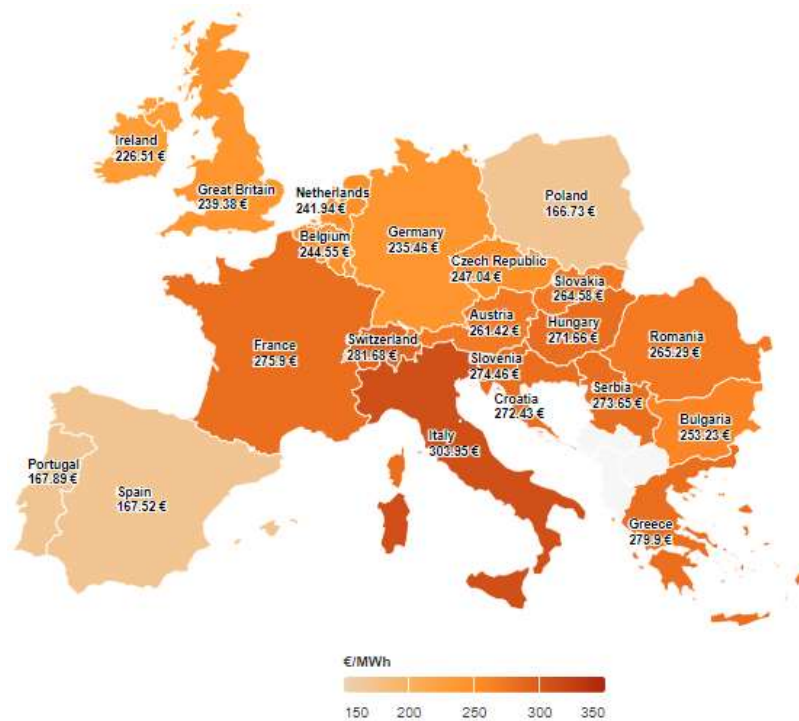 Ireland
226.51 €
Great Britain
239.38 €
Netherlands
241.94 €
Belgium
244.55 €
Germany
235.46 €
Poland
166.73 €
Czech Republic
247.04 €
Slovakia
264.58 €
Austria
261.42 €
Hungary
271.66 €
Romania
265.29 €
France
275.9 €
Switzerland
281.68 €
Slovenia
274.46 €
Croatia
272.43 €
Serbia
273.65 €
Bulgaria
253.23 €
Italy
303.95 €
Portugal
167.89 €
Spain
167.52 €
Greece
279.9 €
€/MWh
150 200 250 300 350